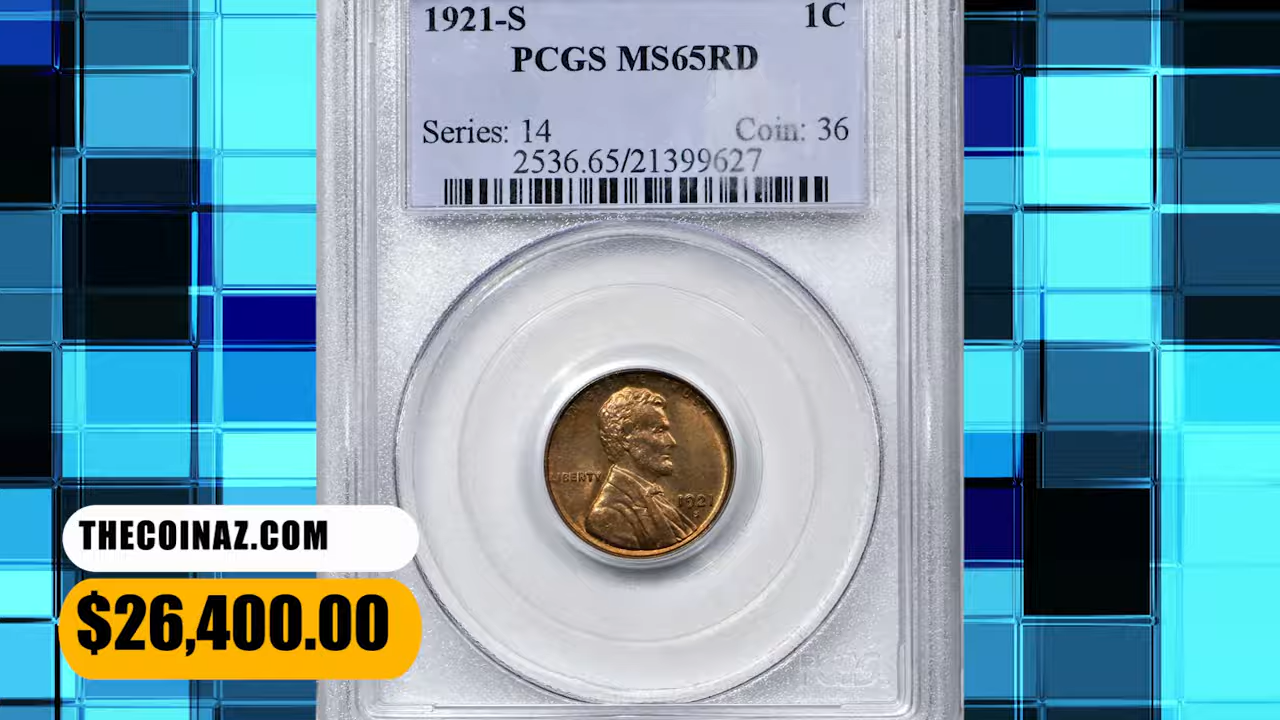 1921-S 1C
PCGS MS65RD
Series: 14 Coin: 36
2536.65/21399627
LIBERTY
1921
S
THECOINAZ.COM
$26,400.00